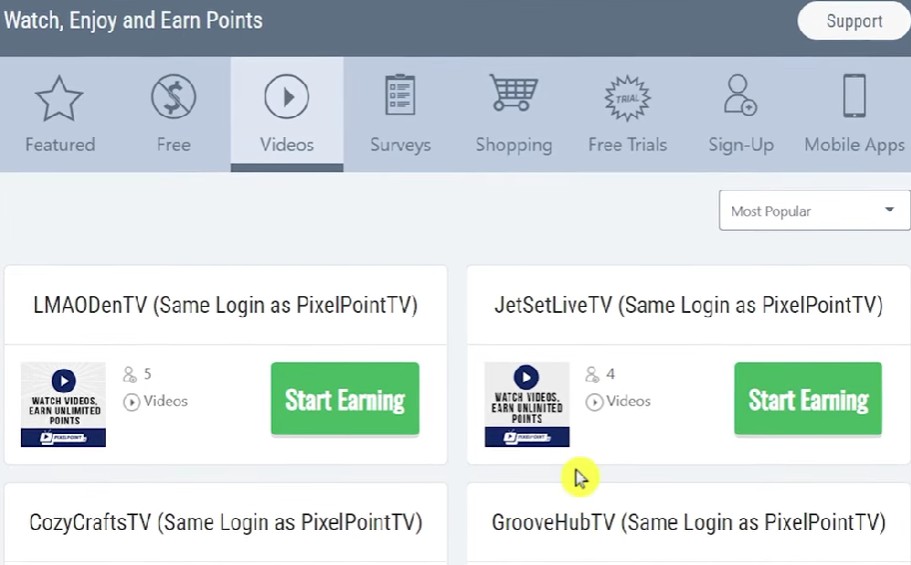 Watch, Enjoy and Earn Points
Support
Featured
Free
Videos
Surveys
TRIAL
Shopping
Free Trials
Sign-Up
Mobile Apps
Most Popular
LMAODenTV (Same Login as PixelPointTV)
JetSetLiveTV (Same Login as PixelPointTV)
WATCH VIDEOS,
EARN UNLIMITED
POINTS
PIXELPOINT
5
Videos
Start Earning
WATCH VIDEOS,
EARN UNLIMITED
POINTS
PIXELPOINT
4
Videos
Start Earning
CozyCraftsTV (Same Login as PixelPointTV)
GrooveHubTV (Same Login as PixelPointTV)